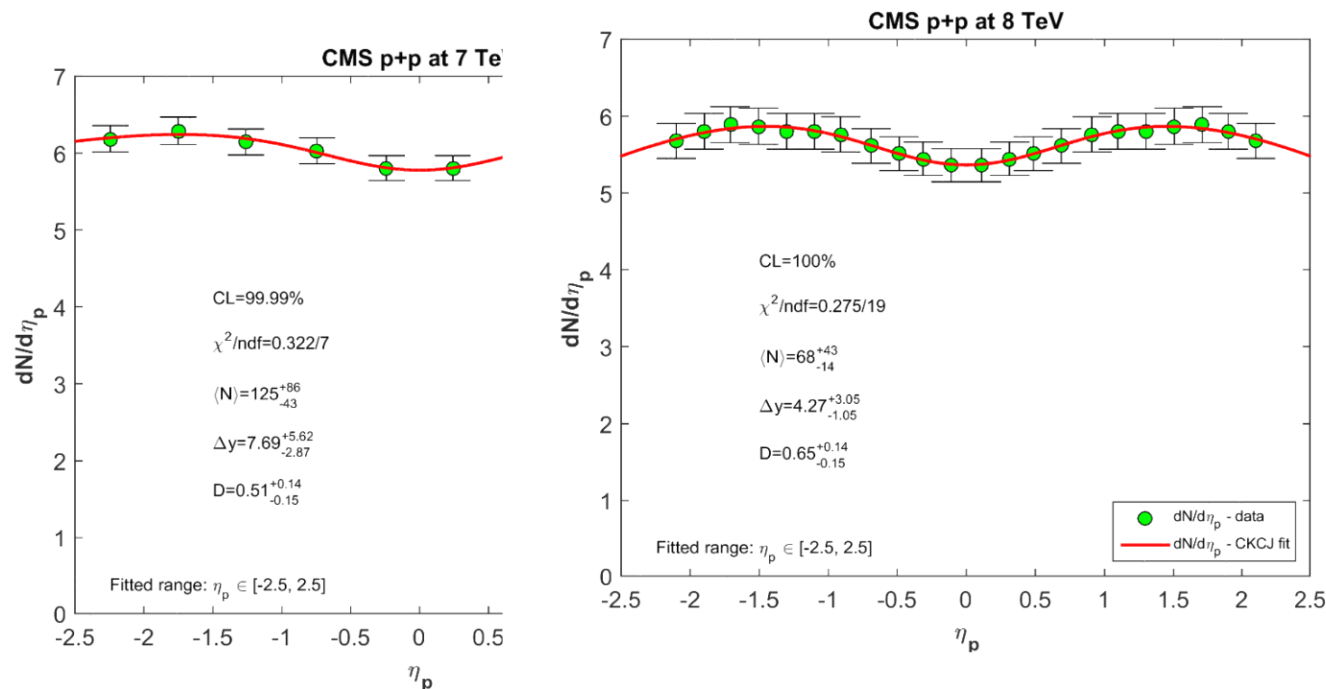 CMS p+p at 7 TeV
7
6
5
4
3
2
1
0
dN/dη_p
CL=99.99%
χ²/ndf=0.322/7
⟨N⟩=125 +86 -43
Δy=7.69 +5.62 -2.87
D=0.51 +0.14 -0.15
Fitted range: η_p ∈ [-2.5, 2.5]
-2.5 -2 -1.5 -1 -0.5 0 0.5
η_p
CMS p+p at 8 TeV
7
6
5
4
3
2
1
0
dN/dη_p
CL=100%
χ²/ndf=0.275/19
⟨N⟩=68 +43 -14
Δy=4.27 +3.05 -1.05
D=0.65 +0.14 -0.15
dN/dη_p - data
dN/dη_p - CKCJ fit
Fitted range: η_p ∈ [-2.5, 2.5]
-2.5 -2 -1.5 -1 -0.5 0 0.5 1 1.5 2 2.5
η_p